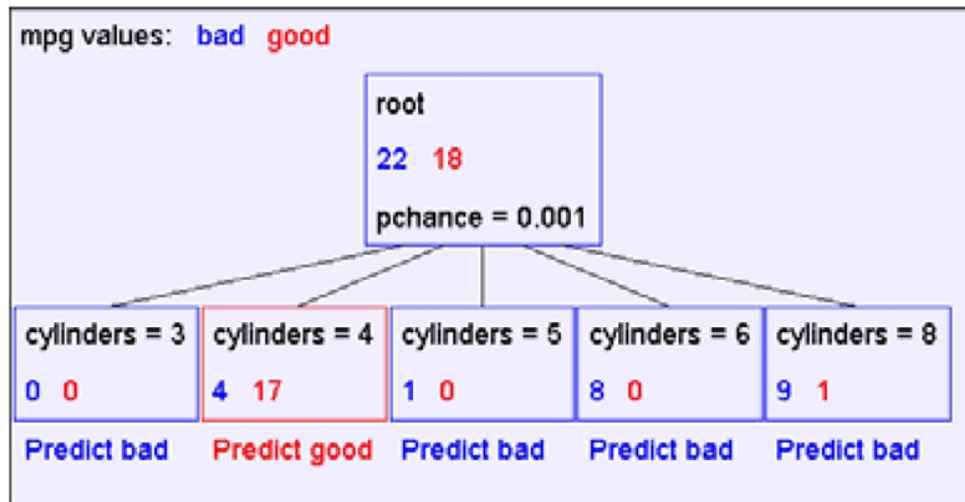 mpg values: bad good
root
22 18
pchance = 0.001
cylinders = 3 cylinders = 4 cylinders = 5 cylinders = 6 cylinders = 8
0 0 4 17 1 0 8 0 9 1
Predict bad Predict good Predict bad Predict bad Predict bad